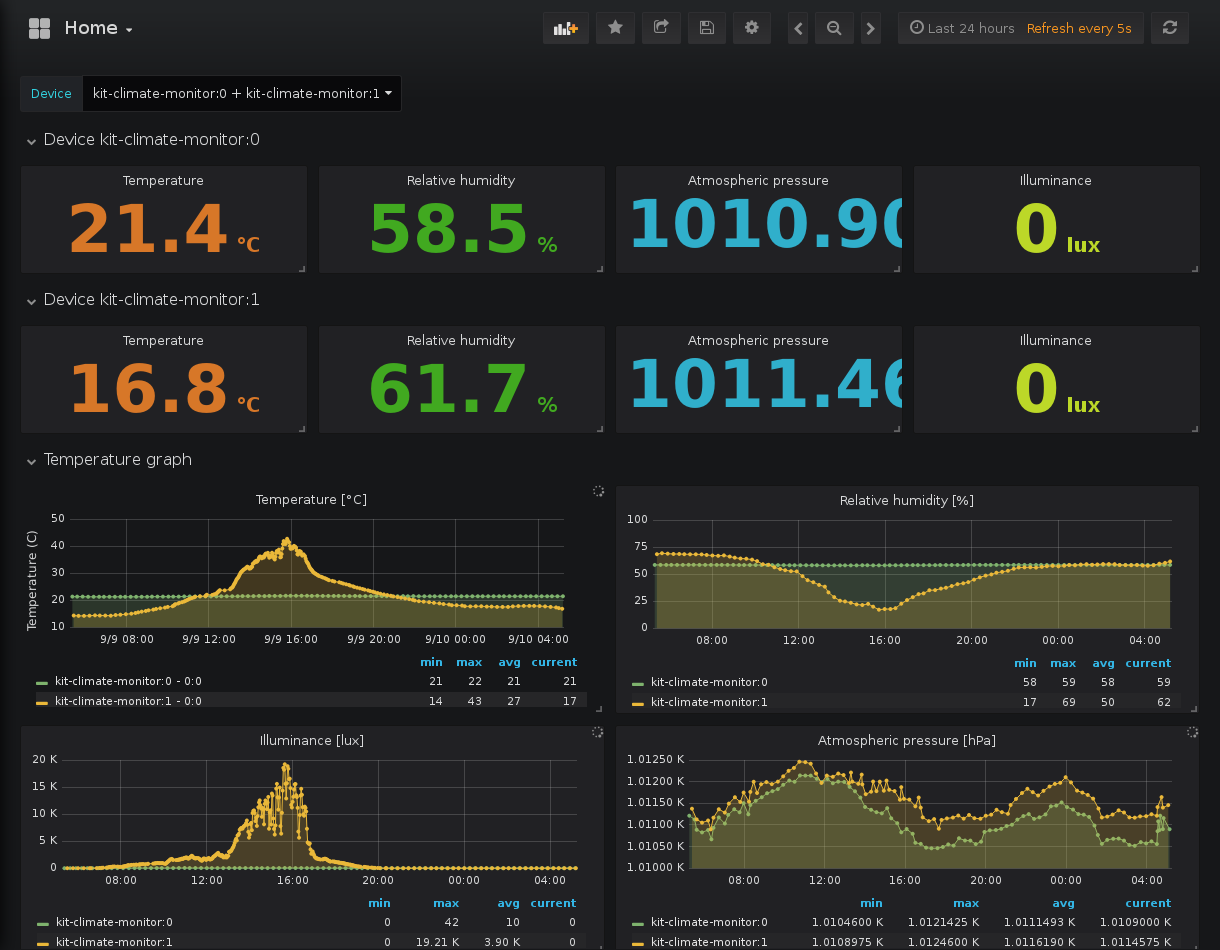 Home
Last 24 hours Refresh every 5s
Device kit-climate-monitor:0 + kit-climate-monitor:1
Device kit-climate-monitor:0
Temperature Relative humidity Atmospheric pressure Illuminance
21.4 °C 58.5 % 1010.90 0 lux
Device kit-climate-monitor:1
Temperature Relative humidity Atmospheric pressure Illuminance
16.8 °C 61.7 % 1011.46 0 lux
Temperature graph
Temperature [°C]
Temperature (C)
50
40
30
20
10
9/9 08:00 9/9 12:00 9/9 16:00 9/9 20:00 9/10 00:00 9/10 04:00
min max avg current
kit-climate-monitor:0 - 0:0 21 22 21 21
kit-climate-monitor:1 - 0:0 14 43 27 17
Relative humidity [%]
100
75
50
25
0
08:00 12:00 16:00 20:00 00:00 04:00
min max avg current
kit-climate-monitor:0 58 59 58 59
kit-climate-monitor:1 17 69 50 62
Illuminance [lux]
20 K
15 K
10 K
5 K
0
08:00 12:00 16:00 20:00 00:00 04:00
min max avg current
kit-climate-monitor:0 0 42 10 0
kit-climate-monitor:1 0 19.21 K 3.90 K 0
Atmospheric pressure [hPa]
1.01250 K
1.01200 K
1.01150 K
1.01100 K
1.01050 K
1.01000 K
08:00 12:00 16:00 20:00 00:00 04:00
min max avg current
kit-climate-monitor:0 1.0104600 K 1.0121425 K 1.0111493 K 1.0109000 K
kit-climate-monitor:1 1.0108975 K 1.0124600 K 1.0116190 K 1.0114575 K